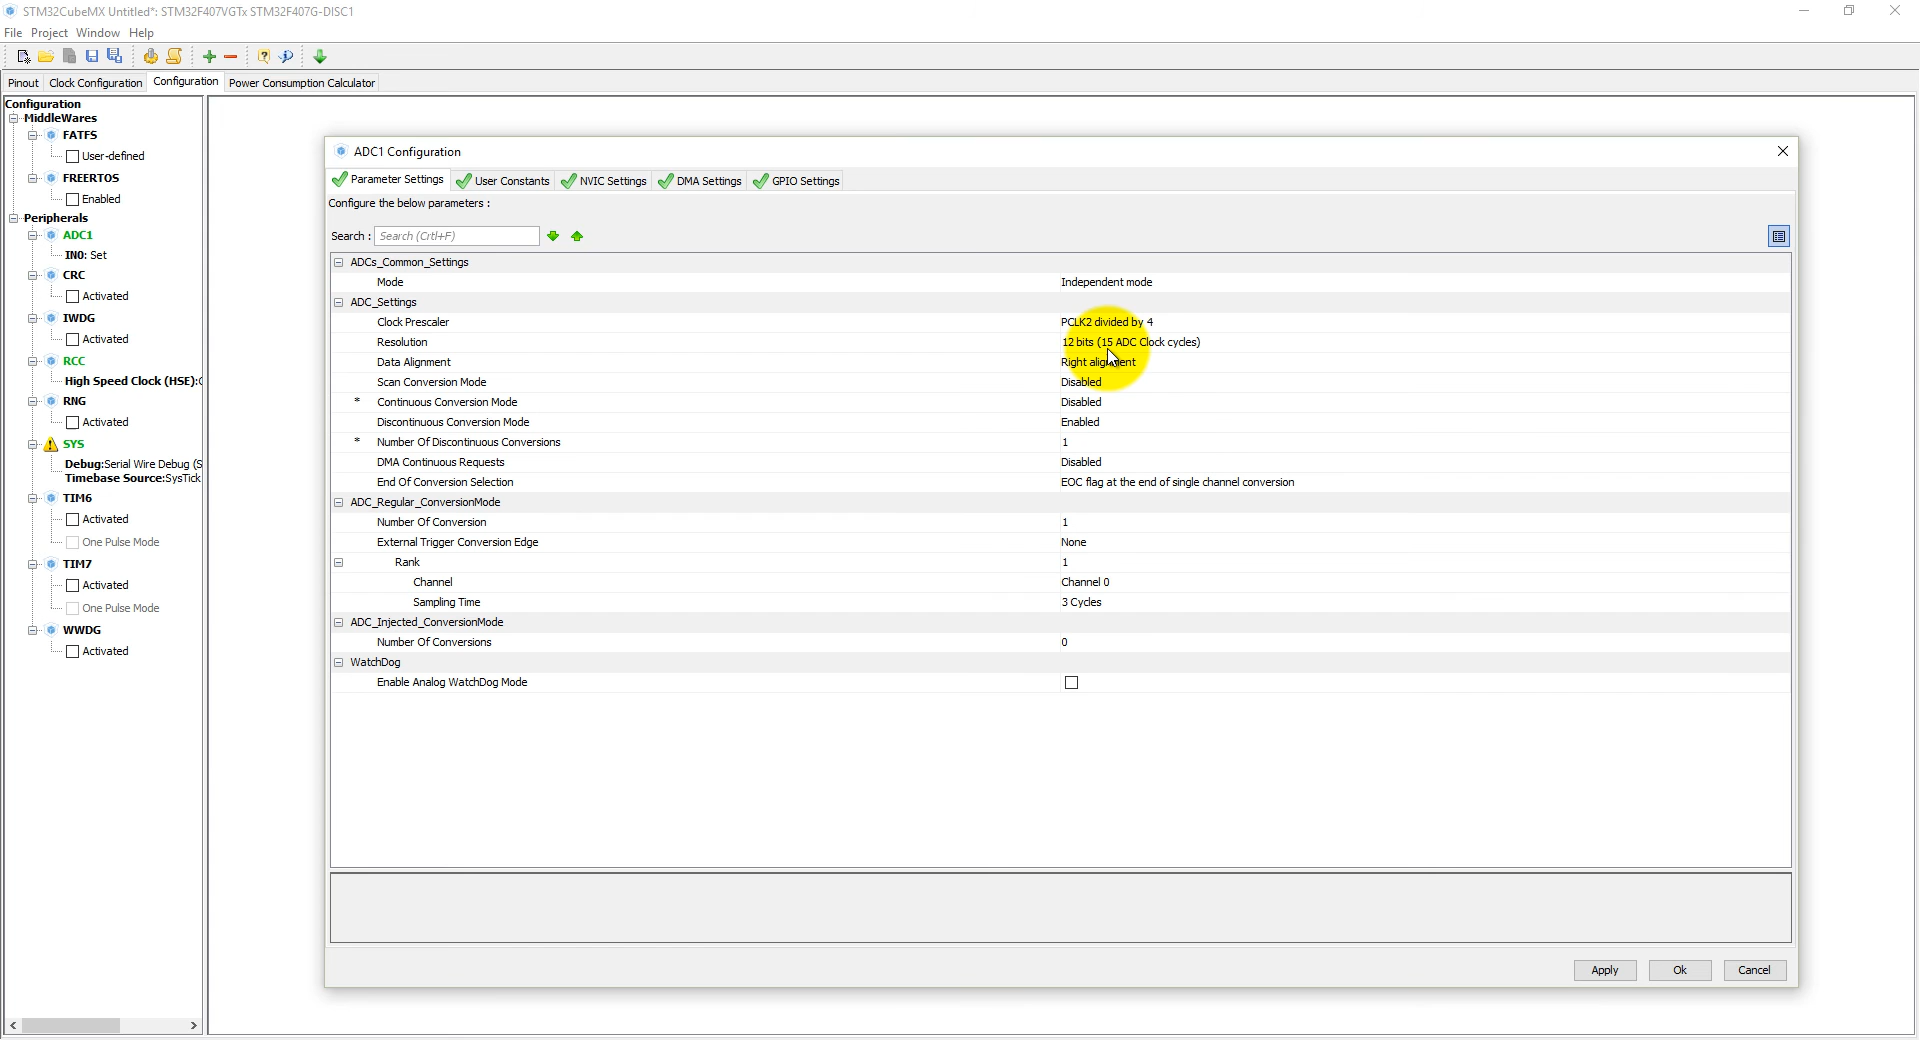 STM32CubeMX Untitled*: STM32F407VGTx STM32F407G-DISC1
File Project Window Help
Pinout Clock Configuration Configuration Power Consumption Calculator
Configuration
MiddleWares
FATFS
User-defined
FREERTOS
Enabled
Peripherals
ADC1
IN0: Set
CRC
Activated
IWDG
Activated
RCC
High Speed Clock (HSE):
RNG
Activated
SYS
Debug:Serial Wire Debug (S
Timebase Source:SysTick
TIM6
Activated
One Pulse Mode
TIM7
Activated
One Pulse Mode
WWDG
Activated
ADC1 Configuration
Parameter Settings User Constants NVIC Settings DMA Settings GPIO Settings
Configure the below parameters :
Search : Search (Crtl+F)
ADCs_Common_Settings
Mode Independent mode
ADC_Settings
Clock Prescaler PCLK2 divided by 4
Resolution 12 bits (15 ADC Clock cycles)
Data Alignment Right alignment
Scan Conversion Mode Disabled
* Continuous Conversion Mode Disabled
Discontinuous Conversion Mode Enabled
* Number Of Discontinuous Conversions 1
DMA Continuous Requests Disabled
End Of Conversion Selection EOC flag at the end of single channel conversion
ADC_Regular_ConversionMode
Number Of Conversion 1
External Trigger Conversion Edge None
Rank 1
Channel Channel 0
Sampling Time 3 Cycles
ADC_Injected_ConversionMode
Number Of Conversions 0
WatchDog
Enable Analog WatchDog Mode
Apply Ok Cancel